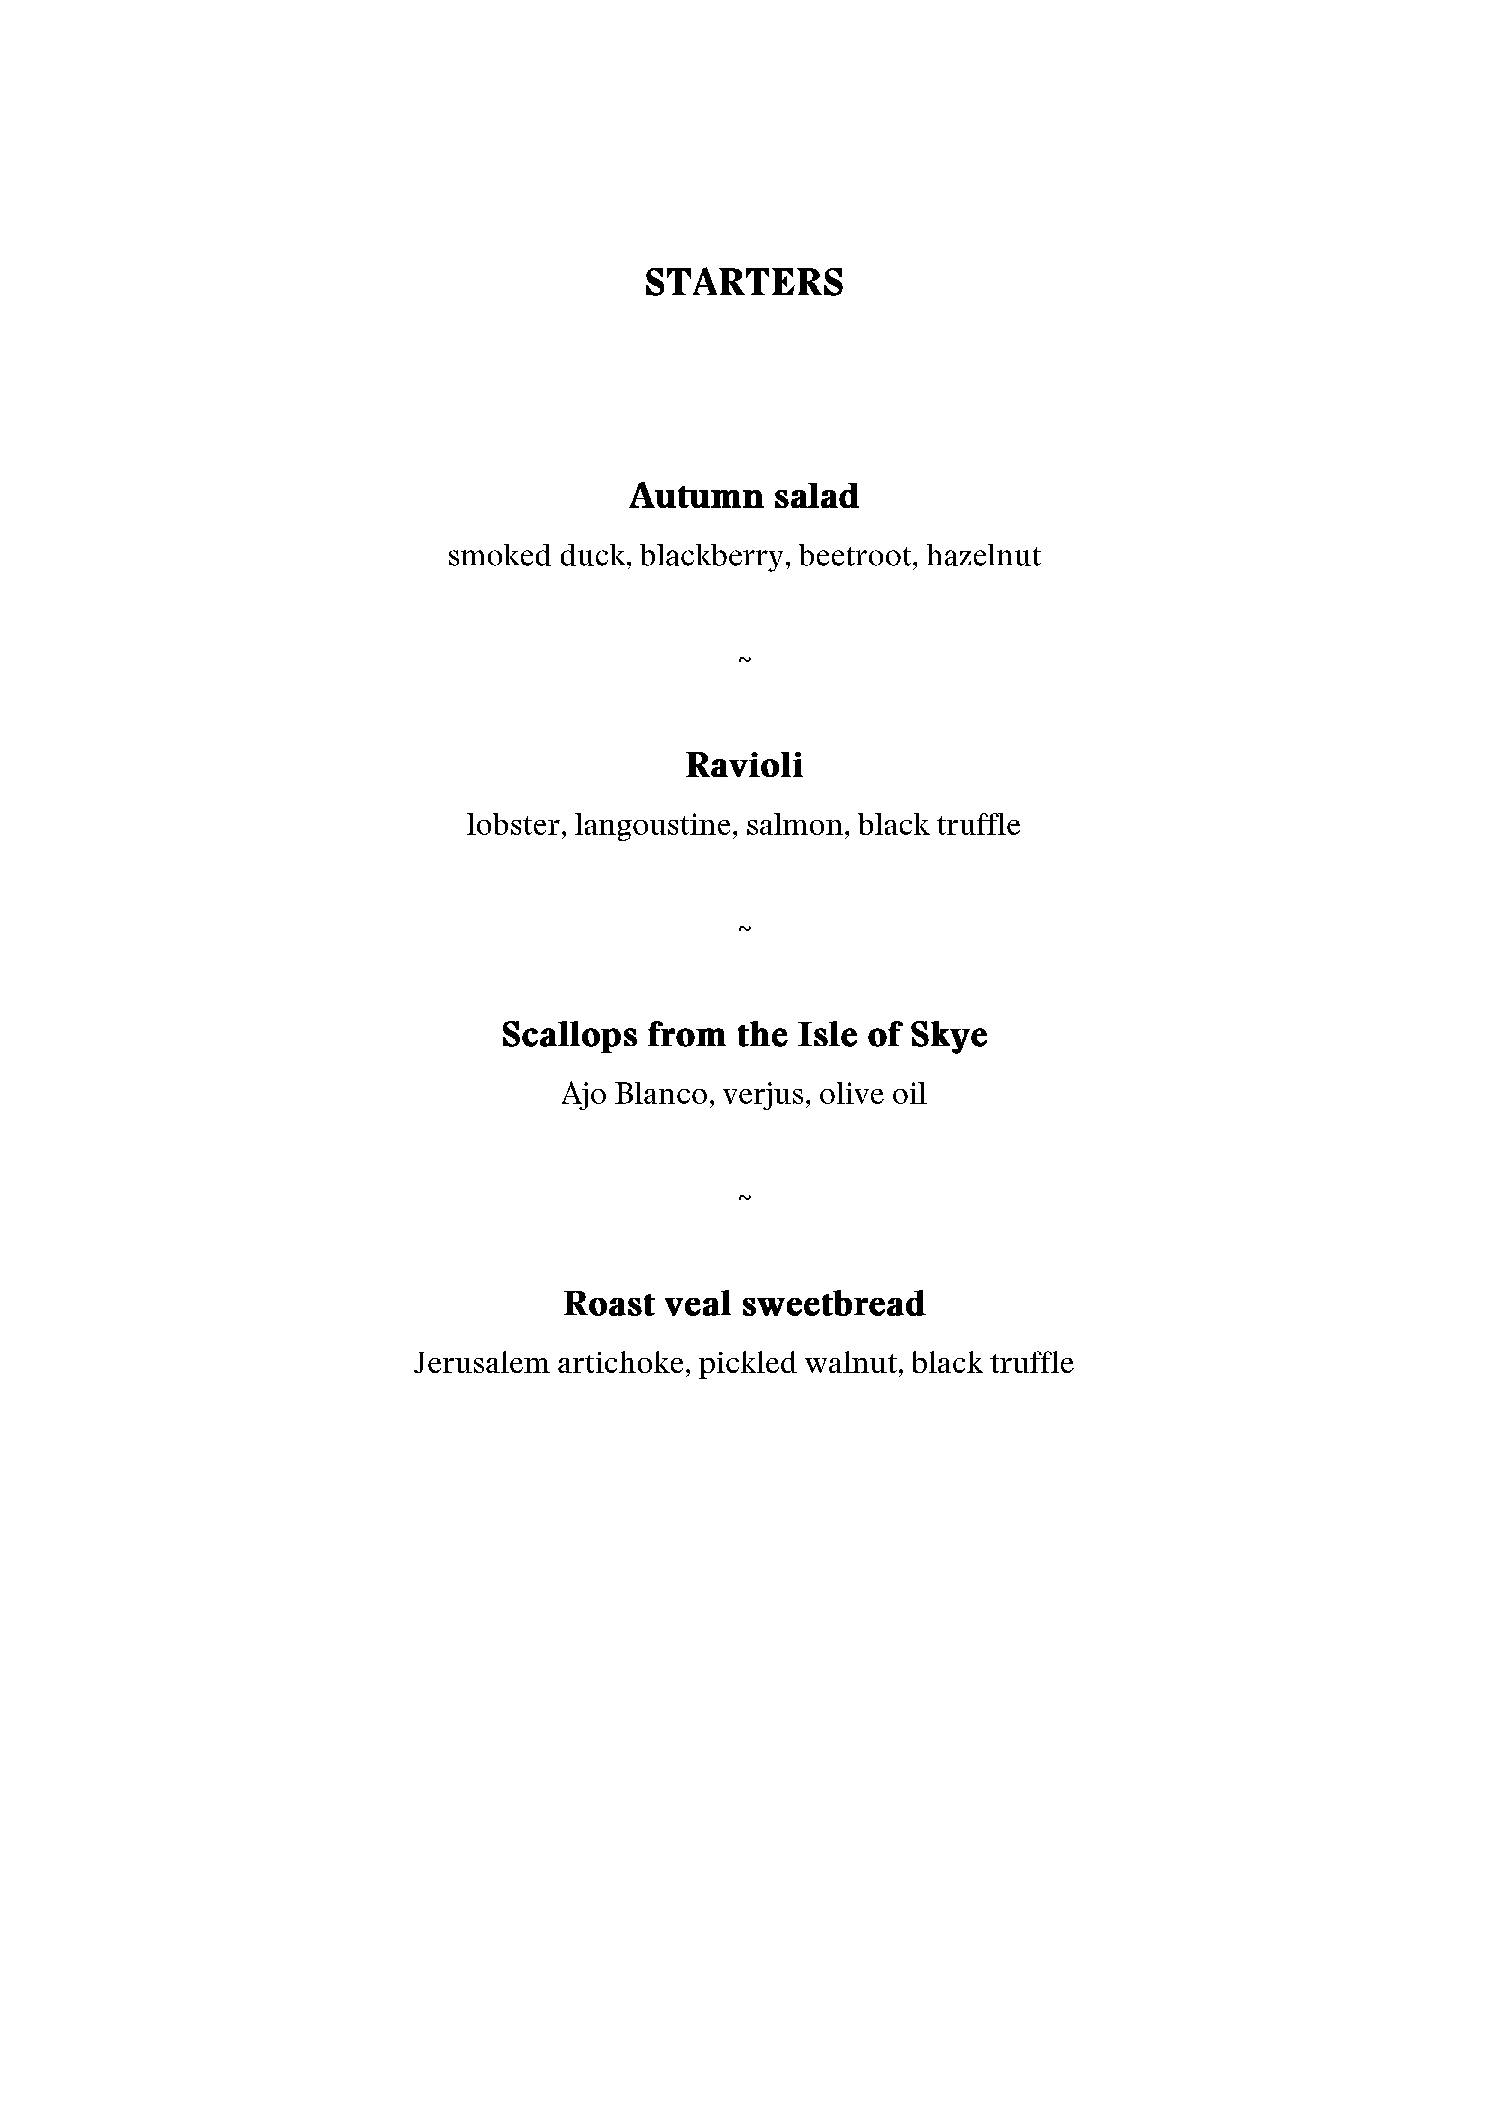 STARTERS
Autumn salad
smoked duck, blackberry, beetroot, hazelnut
~
Ravioli
lobster, langoustine, salmon, black truffle
~
Scallops from the Isle of Skye
Ajo Blanco, verjus, olive oil
~
Roast veal sweetbread
Jerusalem artichoke, pickled walnut, black truffle